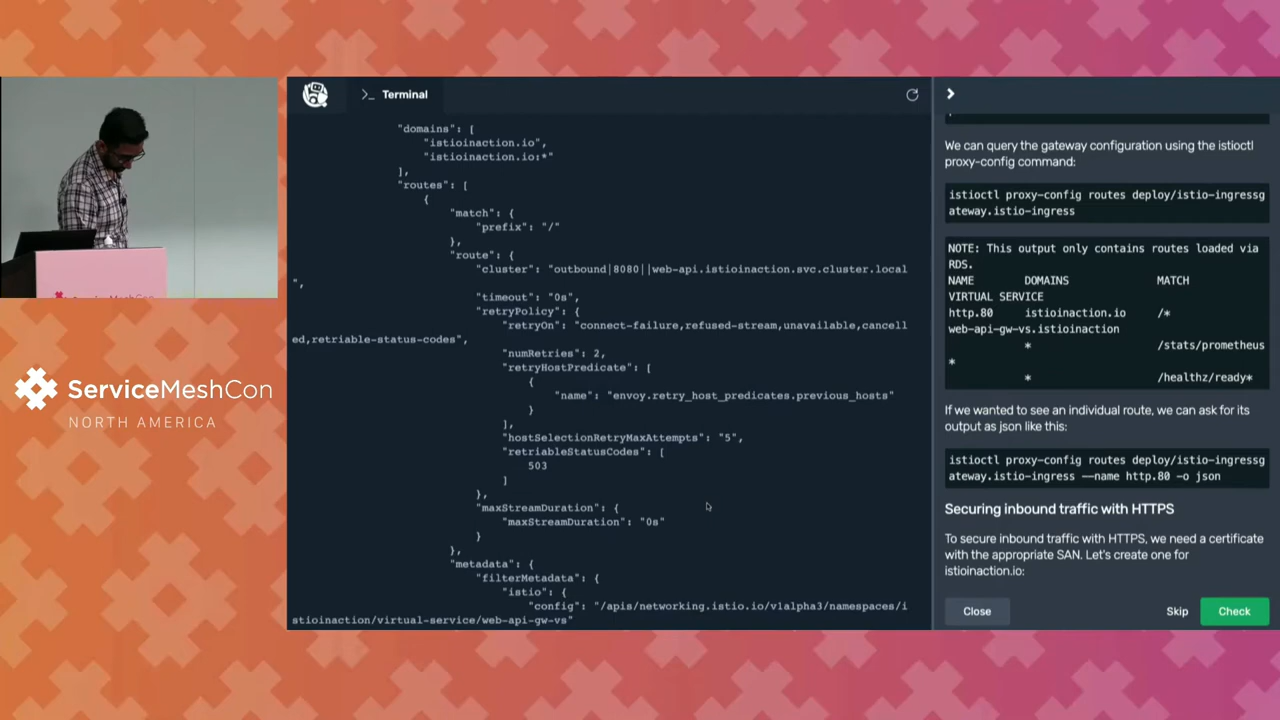 >_ Terminal
"domains": [
"istioinaction.io",
"istioinaction.io:*"
],
"routes": [
{
"match": {
"prefix": "/"
},
"route": {
"cluster": "outbound|8080||web-api.istioinaction.svc.cluster.local
",
"timeout": "0s",
"retryPolicy": {
"retryOn": "connect-failure,refused-stream,unavailable,cancell
ed,retriable-status-codes",
"numRetries": 2,
"retryHostPredicate": [
{
"name": "envoy.retry_host_predicates.previous_hosts"
}
],
"hostSelectionRetryMaxAttempts": "5",
"retriableStatusCodes": [
503
]
},
"maxStreamDuration": {
"maxStreamDuration": "0s"
}
},
"metadata": {
"filterMetadata": {
"istio": {
"config": "/apis/networking.istio.io/v1alpha3/namespaces/i
stioinaction/virtual-service/web-api-gw-vs"
We can query the gateway configuration using the istioctl
proxy-config command:
istioctl proxy-config routes deploy/istio-ingressg
ateway.istio-ingress
NOTE: This output only contains routes loaded via
RDS.
NAME DOMAINS MATCH
VIRTUAL SERVICE
http.80 istioinaction.io /*
web-api-gw-vs.istioinaction
* /stats/prometheus
*
* /healthz/ready*
If we wanted to see an individual route, we can ask for its
output as json like this:
istioctl proxy-config routes deploy/istio-ingressg
ateway.istio-ingress --name http.80 -o json
Securing inbound traffic with HTTPS
To secure inbound traffic with HTTPS, we need a certificate
with the appropriate SAN. Let's create one for
istioinaction.io:
Close Skip Check
ServiceMeshCon
NORTH AMERICA